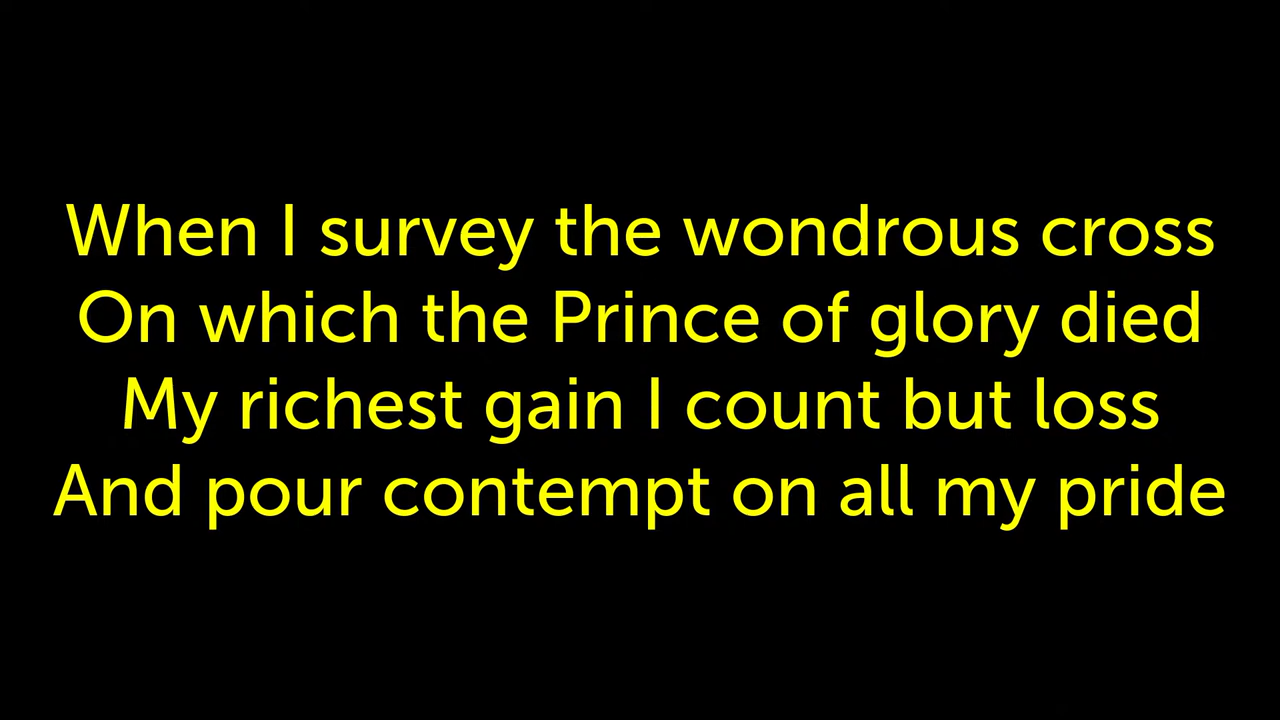 When I survey the wondrous cross
On which the Prince of glory died
My richest gain I count but loss
And pour contempt on all my pride